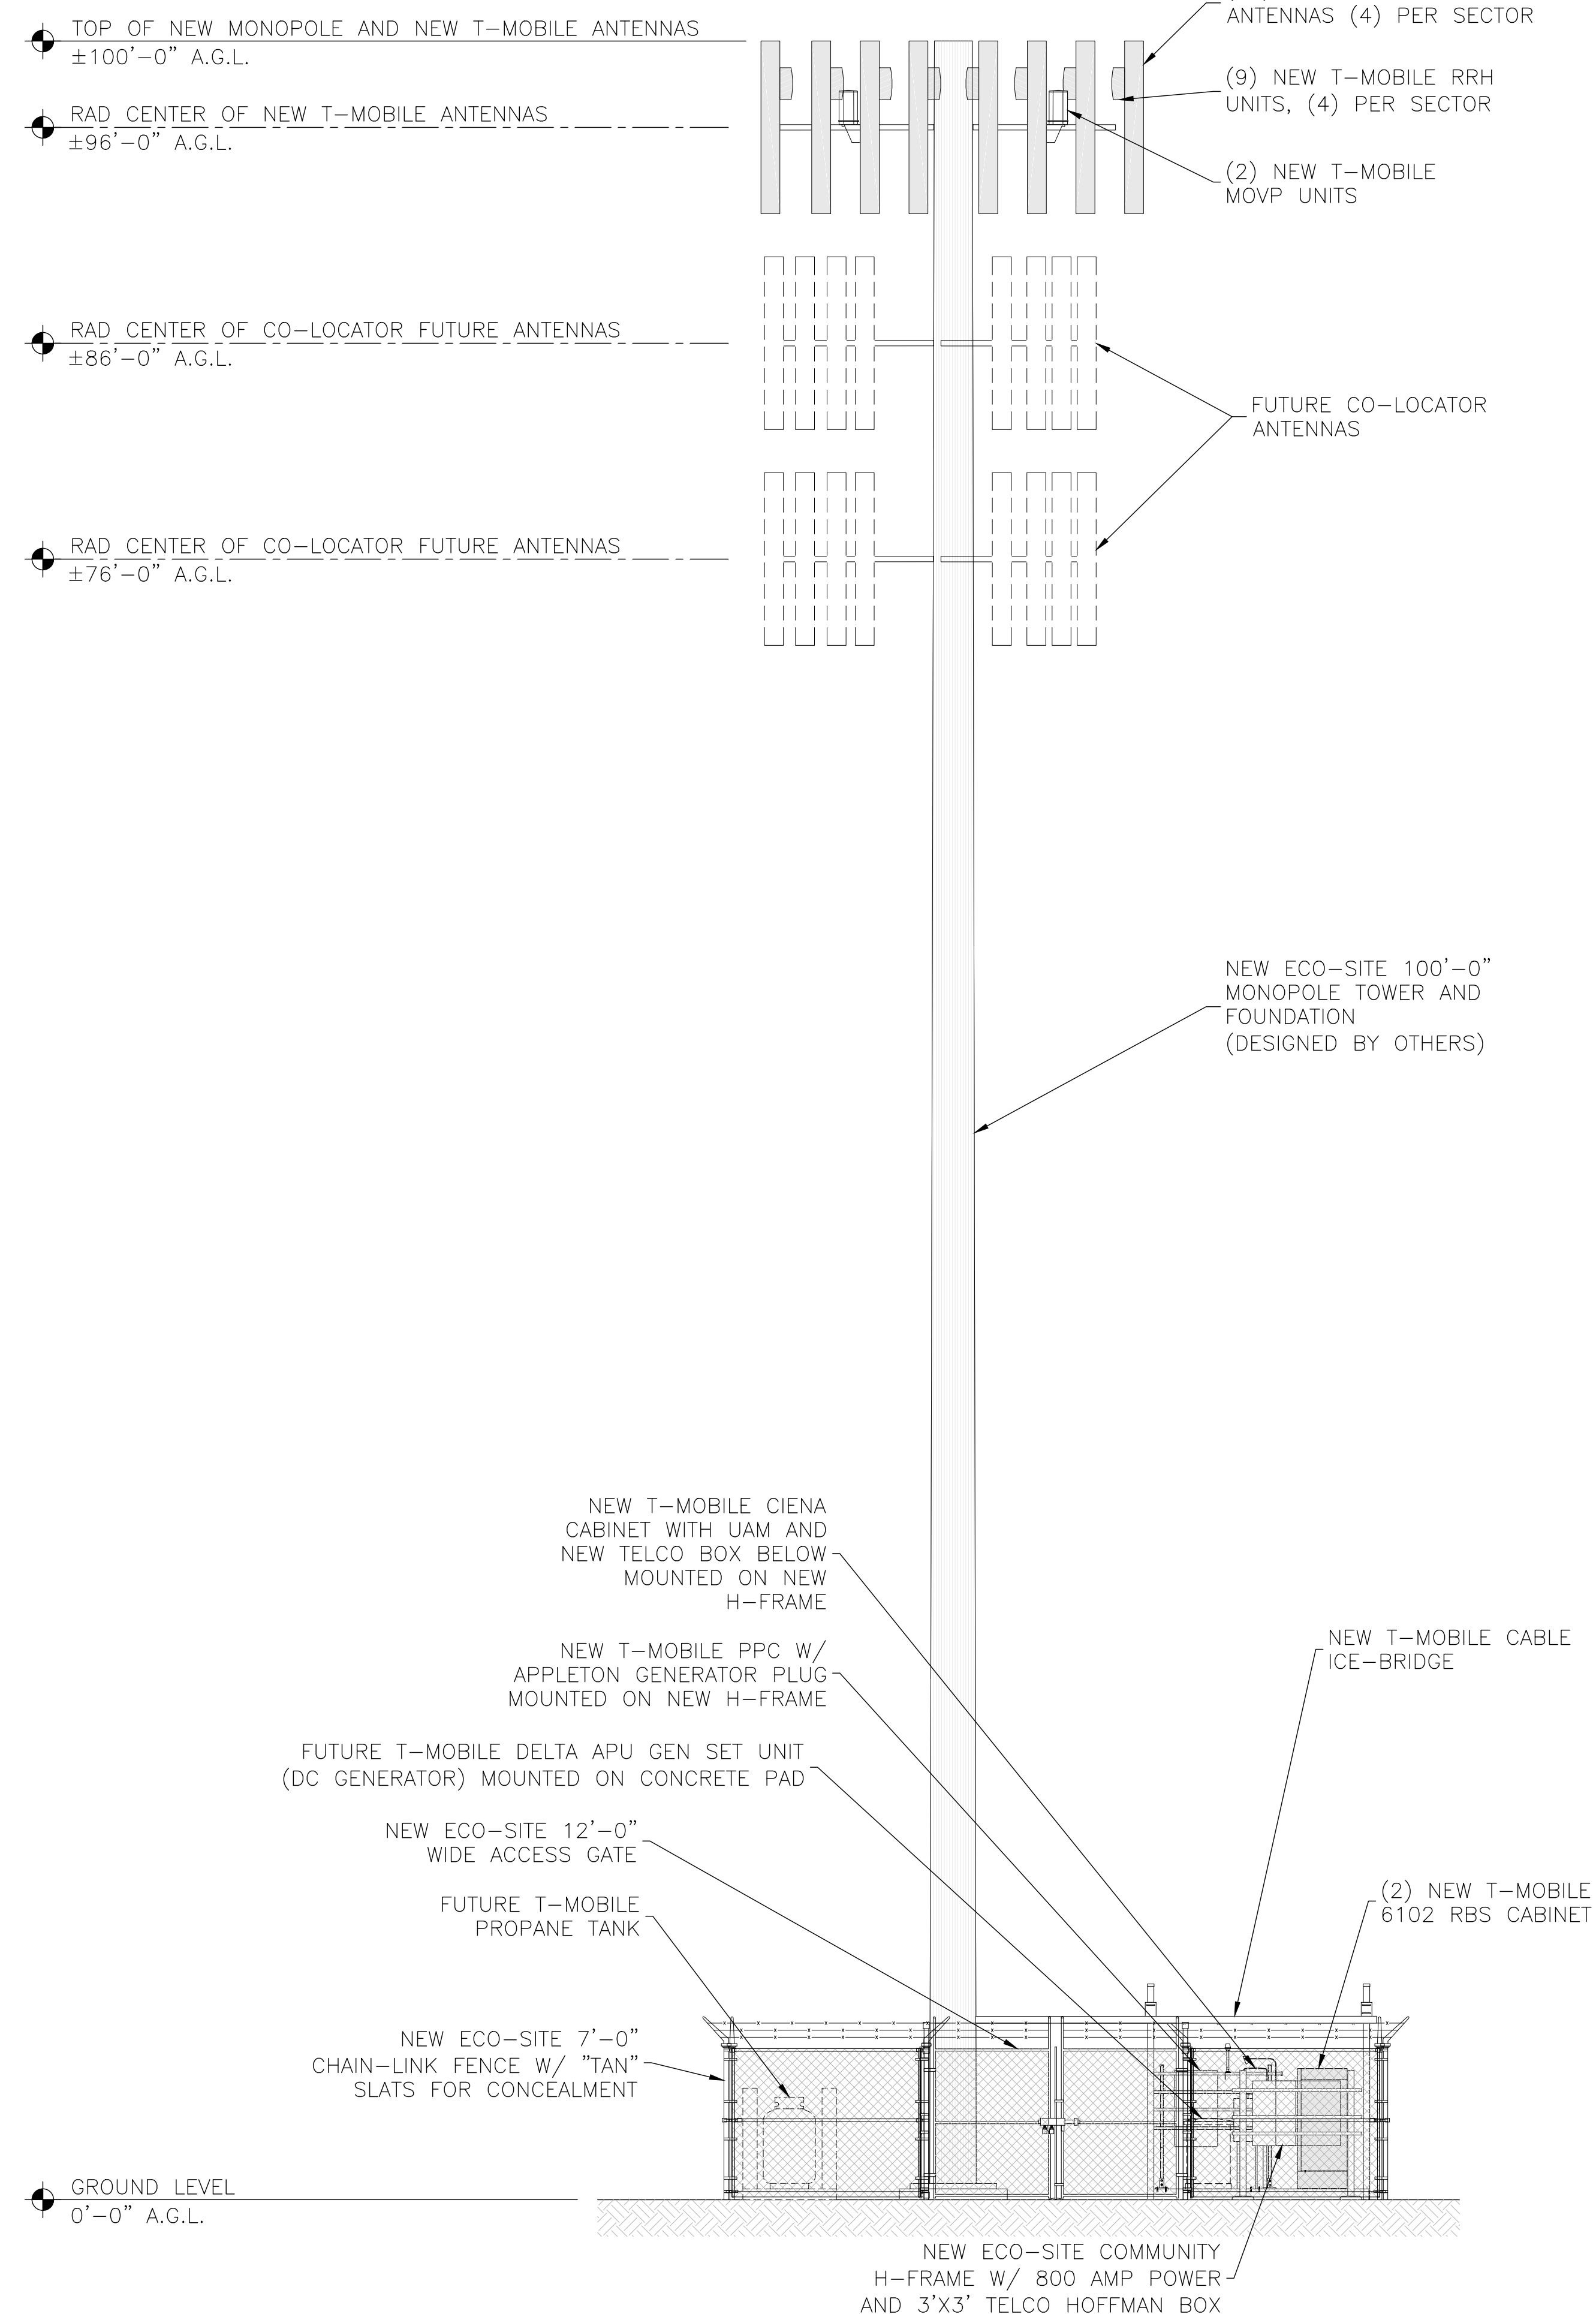 TOP OF NEW MONOPOLE AND NEW T-MOBILE ANTENNAS
±100'-0" A.G.L.
RAD CENTER OF NEW T-MOBILE ANTENNAS
±96'-0" A.G.L.
RAD CENTER OF CO-LOCATOR FUTURE ANTENNAS
±86'-0" A.G.L.
RAD CENTER OF CO-LOCATOR FUTURE ANTENNAS
±76'-0" A.G.L.
ANTENNAS (4) PER SECTOR
(9) NEW T-MOBILE RRH
UNITS, (4) PER SECTOR
(2) NEW T-MOBILE
MOVP UNITS
FUTURE CO-LOCATOR
ANTENNAS
NEW ECO-SITE 100'-0"
MONOPOLE TOWER AND
FOUNDATION
(DESIGNED BY OTHERS)
NEW T-MOBILE CIENA
CABINET WITH UAM AND
NEW TELCO BOX BELOW
MOUNTED ON NEW
H-FRAME
NEW T-MOBILE PPC W/
APPLETON GENERATOR PLUG
MOUNTED ON NEW H-FRAME
FUTURE T-MOBILE DELTA APU GEN SET UNIT
(DC GENERATOR) MOUNTED ON CONCRETE PAD
NEW ECO-SITE 12'-0"
WIDE ACCESS GATE
FUTURE T-MOBILE
PROPANE TANK
NEW ECO-SITE 7'-0"
CHAIN-LINK FENCE W/ "TAN"
SLATS FOR CONCEALMENT
NEW T-MOBILE CABLE
ICE-BRIDGE
(2) NEW T-MOBILE
6102 RBS CABINET
GROUND LEVEL
0'-0" A.G.L.
NEW ECO-SITE COMMUNITY
H-FRAME W/ 800 AMP POWER
AND 3'X3' TELCO HOFFMAN BOX